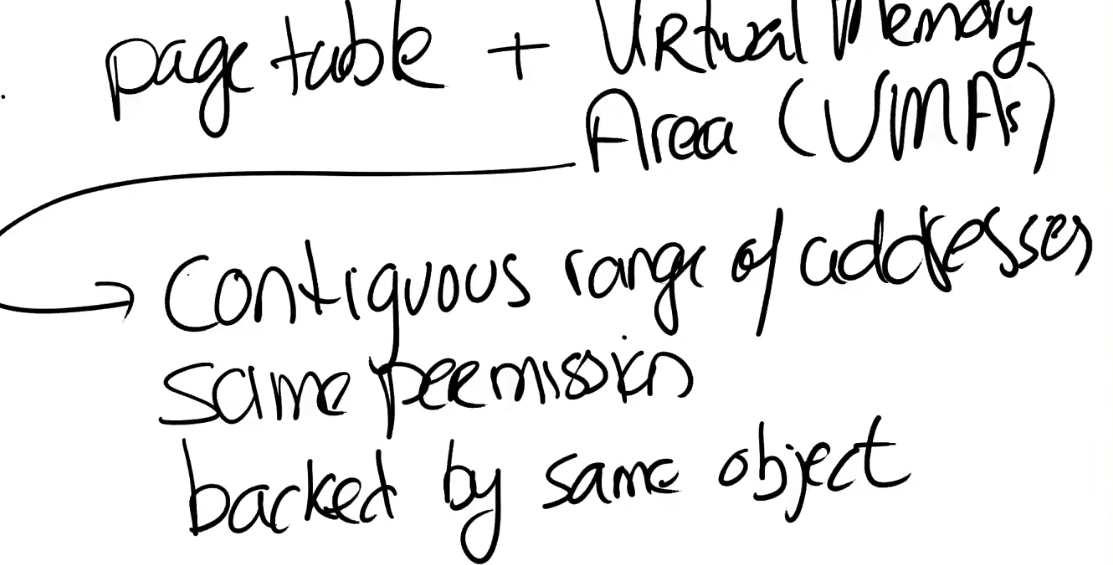 page table + Virtual Memory
Area (VMAs)
Contiguous range of addresses
same permission
backed by same object